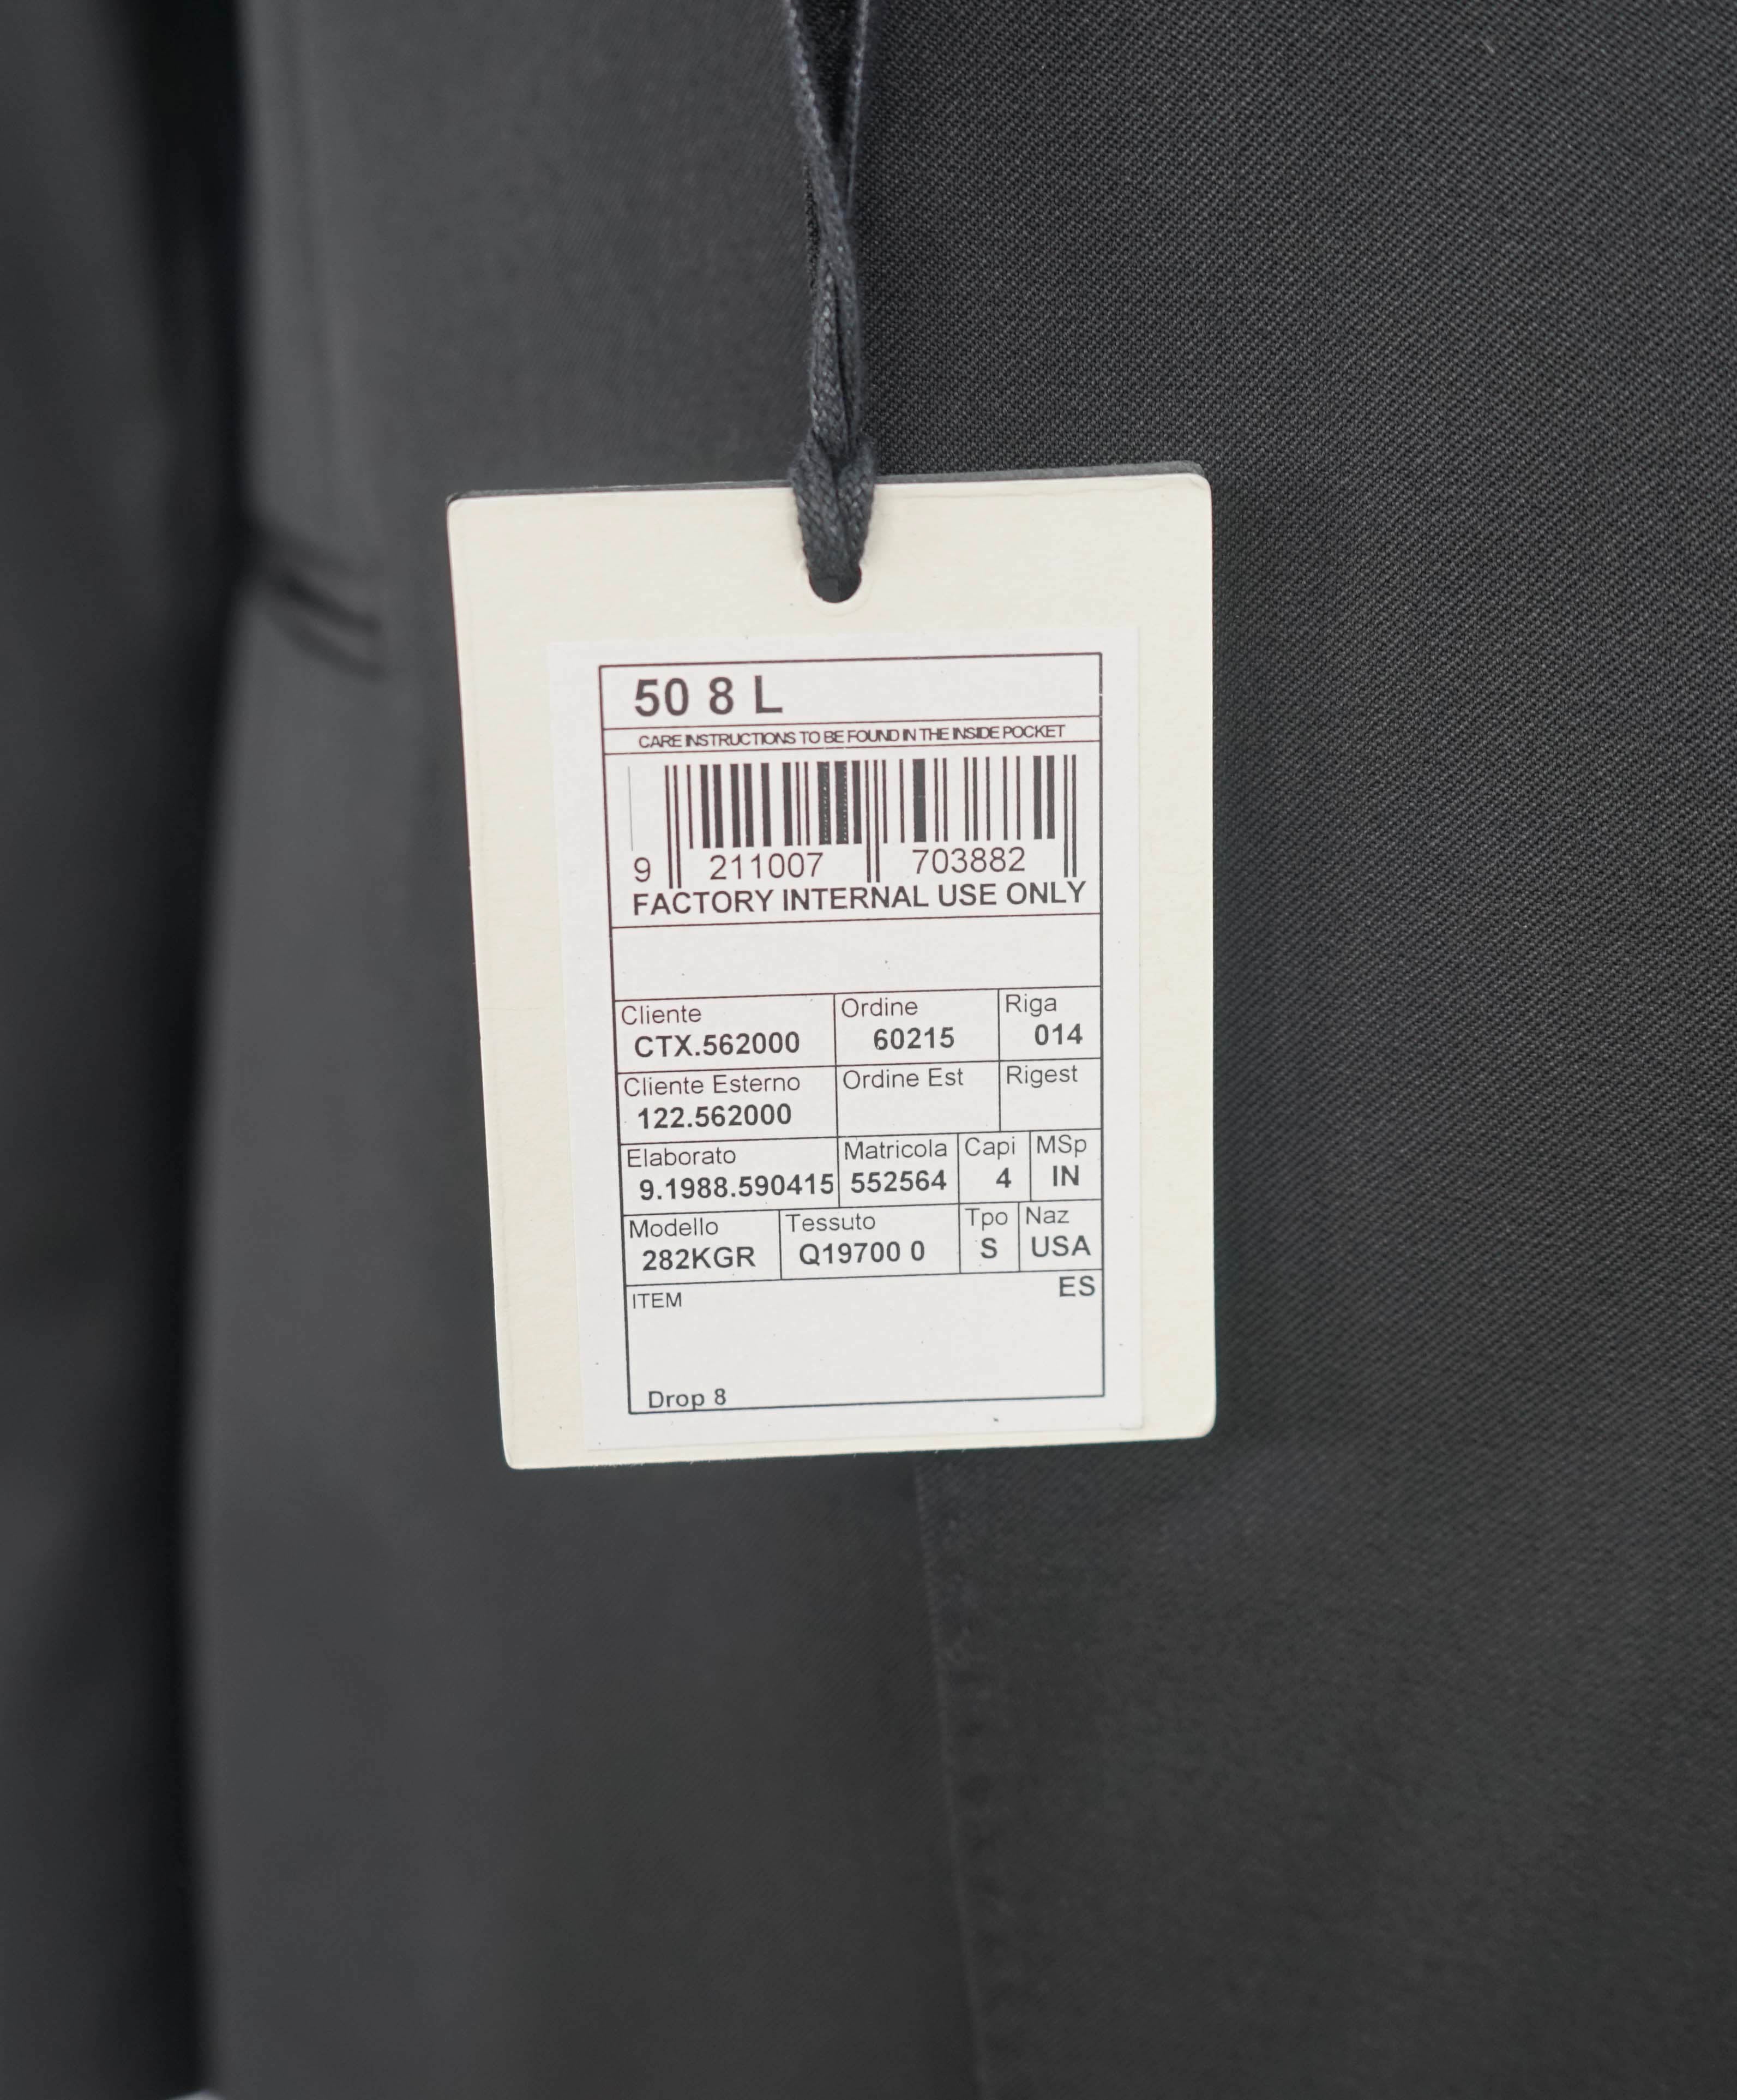 50 8 L
CARE INSTRUCTIONS TO BE FOUND IN THE INSIDE POCKET
9 211007 703882
FACTORY INTERNAL USE ONLY
Cliente Ordine Riga
CTX.562000 60215 014
Cliente Esterno Ordine Est Rigest
122.562000
Elaborato Matricola Capi MSp
9.1988.590415 552564 4 IN
Modello Tessuto Tpo Naz
282KGR Q19700 0 S USA
ITEM ES
Drop 8